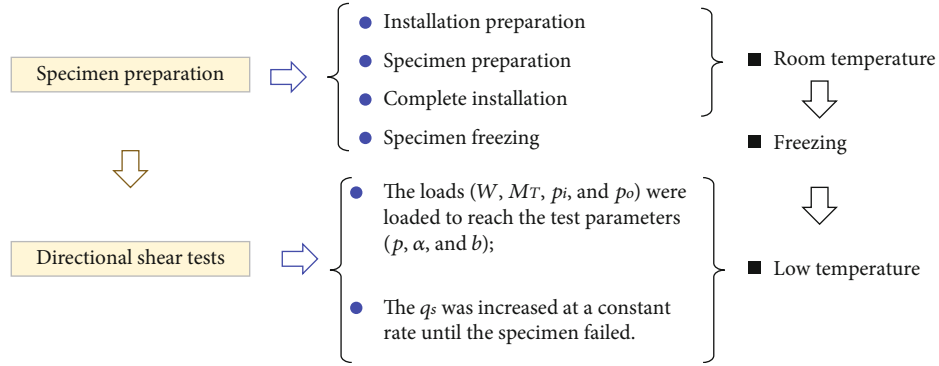 Specimen preparation
Installation preparation
Specimen preparation
Complete installation
Specimen freezing
Room temperature
Freezing
Directional shear tests
The loads (W, MT, pi, and po) were
loaded to reach the test parameters
(p, α, and b);
The qs was increased at a constant
rate until the specimen failed.
Low temperature